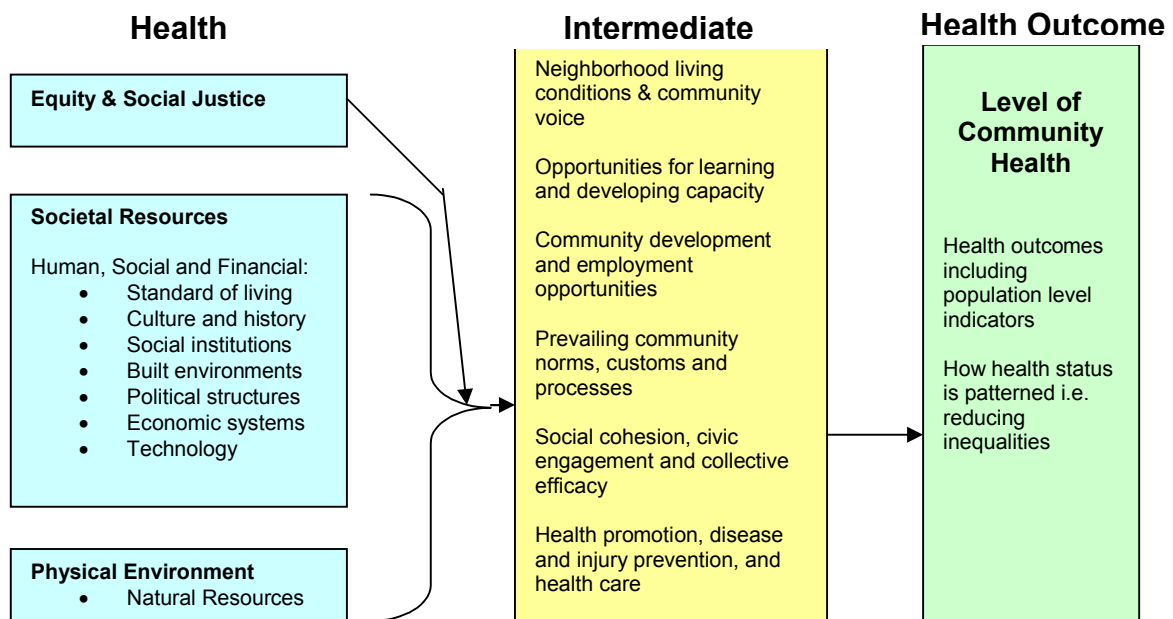 Health
Equity & Social Justice
Societal Resources
Human, Social and Financial:
• Standard of living
• Culture and history
• Social institutions
• Built environments
• Political structures
• Economic systems
• Technology
Physical Environment
• Natural Resources
Intermediate
Neighborhood living
conditions & community
voice
Opportunities for learning
and developing capacity
Community development
and employment
opportunities
Prevailing community
norms, customs and
processes
Social cohesion, civic
engagement and collective
efficacy
Health promotion, disease
and injury prevention, and
health care
Health Outcome
Level of
Community
Health
Health outcomes
including
population level
indicators
How health status
is patterned i.e.
reducing
inequalities